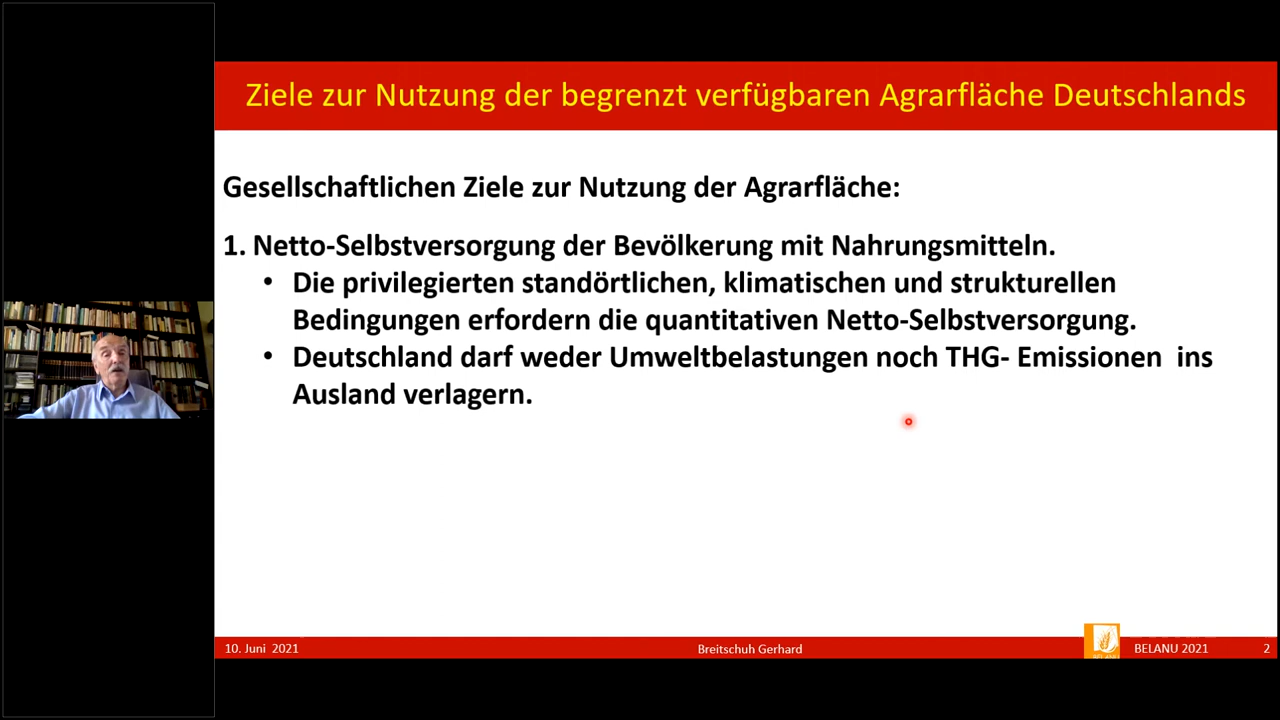 Ziele zur Nutzung der begrenzt verfügbaren Agrarfläche Deutschlands
Gesellschaftlichen Ziele zur Nutzung der Agrarfläche:
1. Netto-Selbstversorgung der Bevölkerung mit Nahrungsmitteln.
• Die privilegierten standörtlichen, klimatischen und strukturellen
Bedingungen erfordern die quantitativen Netto-Selbstversorgung.
• Deutschland darf weder Umweltbelastungen noch THG- Emissionen  ins
Ausland verlagern.
10. Juni  2021
Breitschuh Gerhard
BELANU
BELANU 2021
2